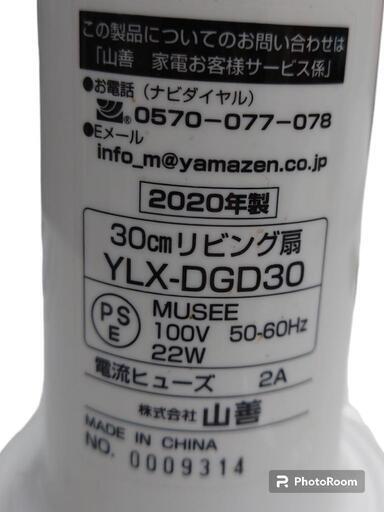 この製品についてのお問い合わせは
「山善 家電お客様サービス係」
●お電話（ナビダイヤル）
0570-077-078
●Eメール
info_m@yamazen.co.jp
2020年製
30cmリビング扇
YLX-DGD30
PS
E
MUSEE
100V 50-60Hz
22W
電流ヒューズ 2A
株式会社 山善
MADE IN CHINA
NO. 0009314
PhotoRoom